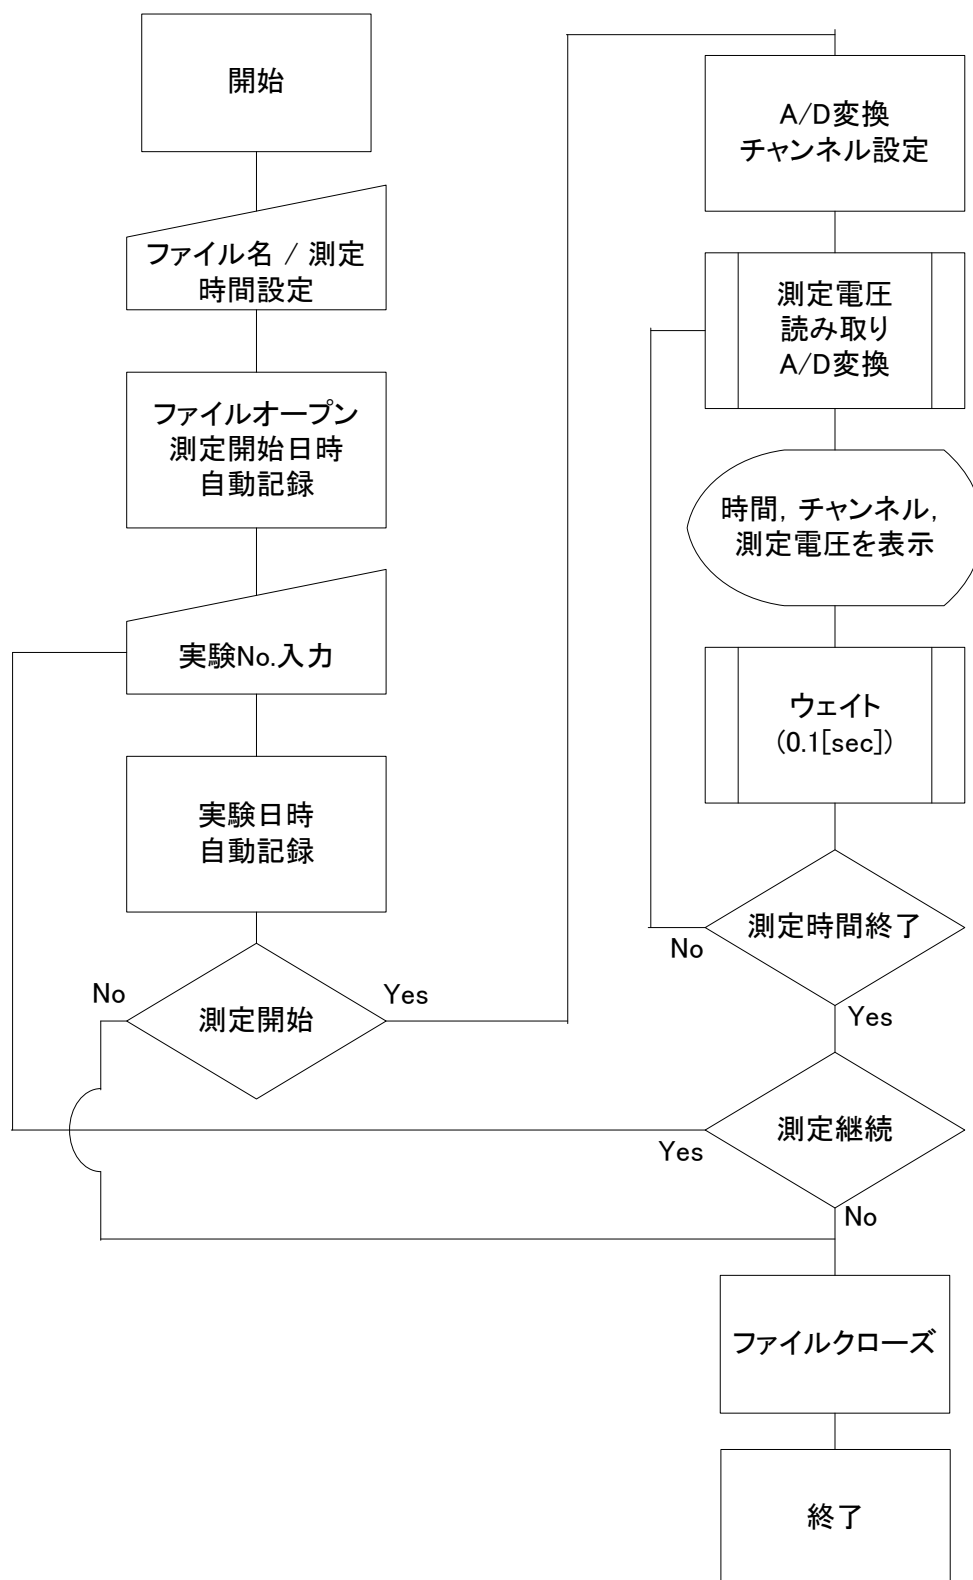 開始
ファイル名 / 測定
時間設定
ファイルオープン
測定開始日時
自動記録
実験No.入力
実験日時
自動記録
No
測定開始
Yes
A/D変換
チャンネル設定
測定電圧
読み取り
A/D変換
時間, チャンネル,
測定電圧を表示
ウェイト
(0.1[sec])
測定時間終了
No
Yes
測定継続
Yes
No
ファイルクローズ
終了